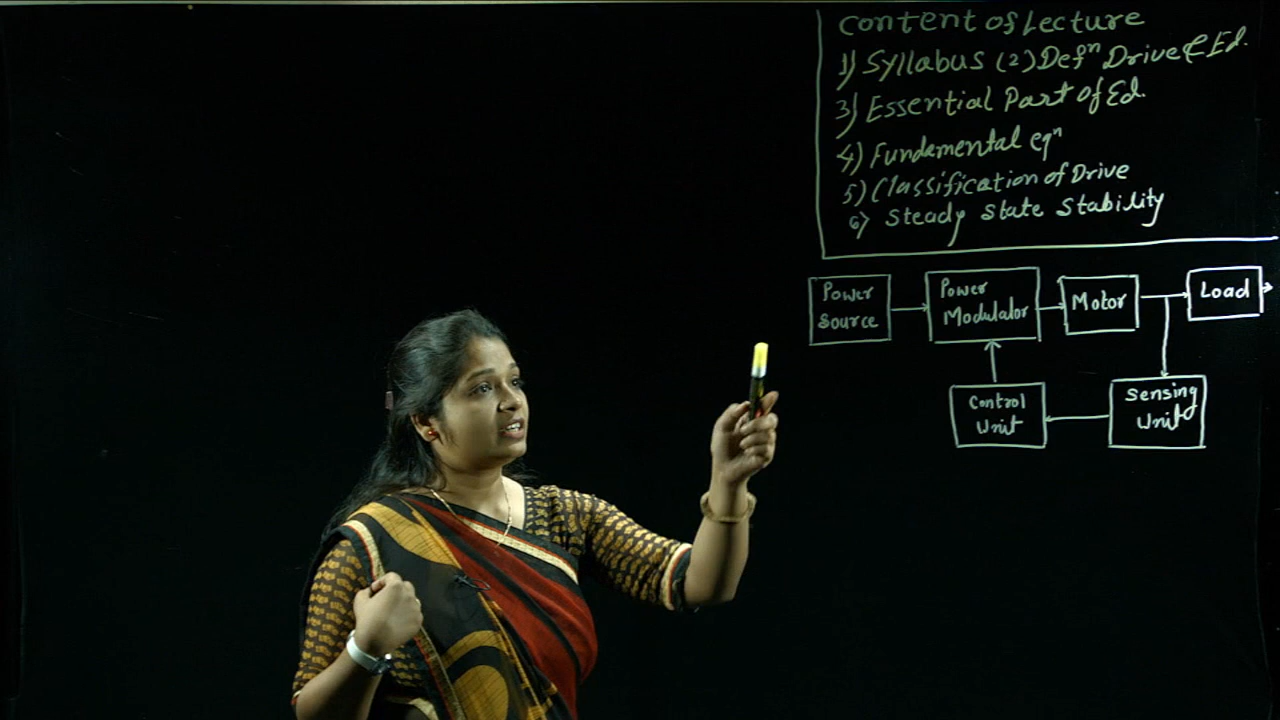 Content of Lecture
1) Syllabus (2) Defⁿ Drive & Ed.
3) Essential Part of Ed.
4) Fundamental eqⁿ
5) Classification of Drive
6) Steady State Stability
Power
Source
Power
Modulator
Motor
Load
Control
Unit
Sensing
Unit